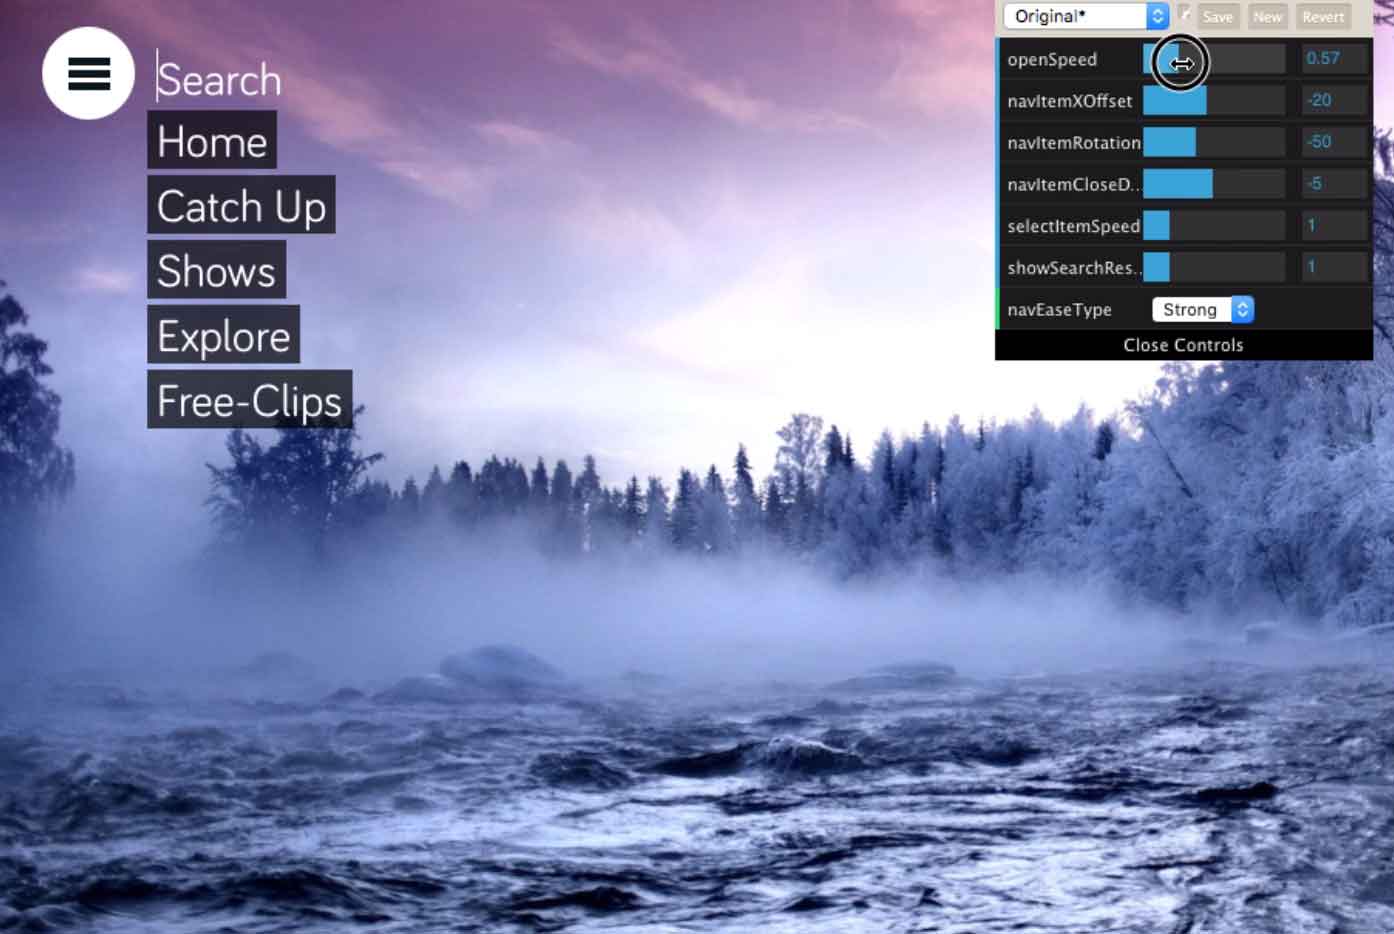 Original*
Save
New
Revert
openSpeed
0.57
navItemXOffset
-20
navItemRotation
-50
navItemCloseD...
-5
selectItemSpeed
1
showSearchRes...
1
navEaseType
Strong
Close Controls
Search
Home
Catch Up
Shows
Explore
Free-Clips